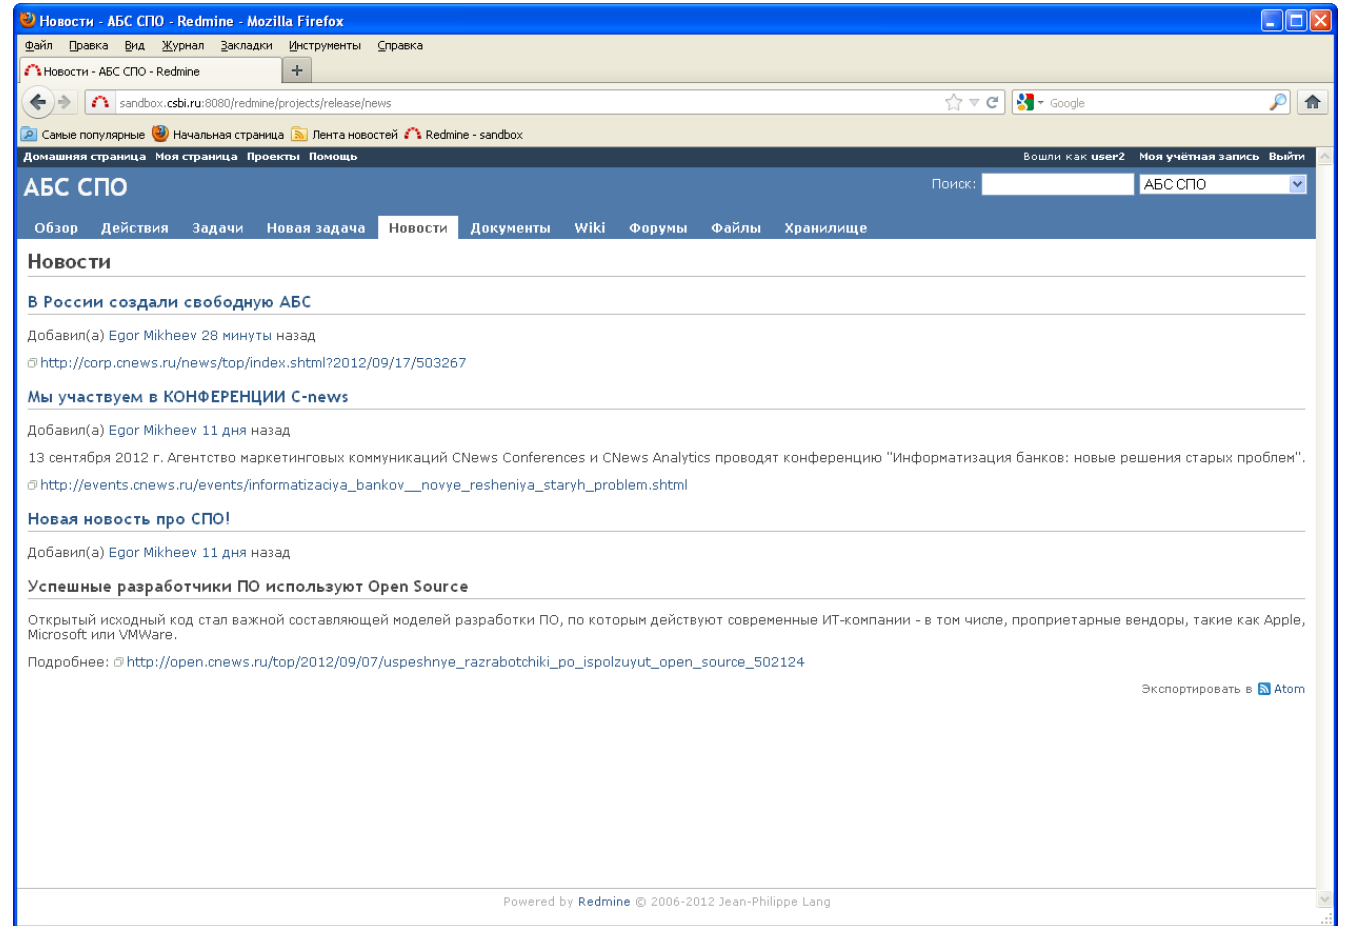 Новости - АБС СПО - Redmine - Mozilla Firefox
Файл Правка Вид Журнал Закладки Инструменты Справка
Новости - АБС СПО - Redmine
sandbox.csbi.ru:8080/redmine/projects/release/news
Google
Самые популярные Начальная страница Лента новостей Redmine - sandbox
Домашняя страница Моя страница Проекты Помощь Вошли как user2 Моя учётная запись Выйти
АБС СПО Поиск: АБС СПО
Обзор Действия Задачи Новая задача Новости Документы Wiki Форумы Файлы Хранилище
Новости
В России создали свободную АБС
Добавил(а) Egor Mikheev 28 минуты назад
http://corp.cnews.ru/news/top/index.shtml?2012/09/17/503267
Мы участвуем в КОНФЕРЕНЦИИ C-news
Добавил(а) Egor Mikheev 11 дня назад
13 сентября 2012 г. Агентство маркетинговых коммуникаций CNews Conferences и CNews Analytics проводят конференцию "Информатизация банков: новые решения старых проблем".
http://events.cnews.ru/events/informatizaciya_bankov__novye_resheniya_staryh_problem.shtml
Новая новость про СПО!
Добавил(а) Egor Mikheev 11 дня назад
Успешные разработчики ПО используют Open Source
Открытый исходный код стал важной составляющей моделей разработки ПО, по которым действуют современные ИТ-компании - в том числе, проприетарные вендоры, такие как Apple,
Microsoft или VMWare.
Подробнее: http://open.cnews.ru/top/2012/09/07/uspeshnye_razrabotchiki_po_ispolzuyut_open_source_502124
Экспортировать в Atom
Powered by Redmine © 2006-2012 Jean-Philippe Lang